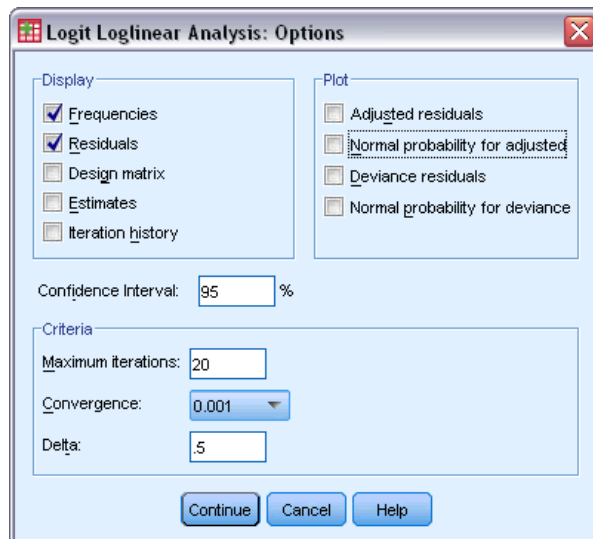 Logit Loglinear Analysis: Options
Display
Frequencies
Residuals
Design matrix
Estimates
Iteration history
Plot
Adjusted residuals
Normal probability for adjusted
Deviance residuals
Normal probability for deviance
Confidence Interval: 95 %
Criteria
Maximum iterations: 20
Convergence: 0.001
Delta: .5
Continue Cancel Help